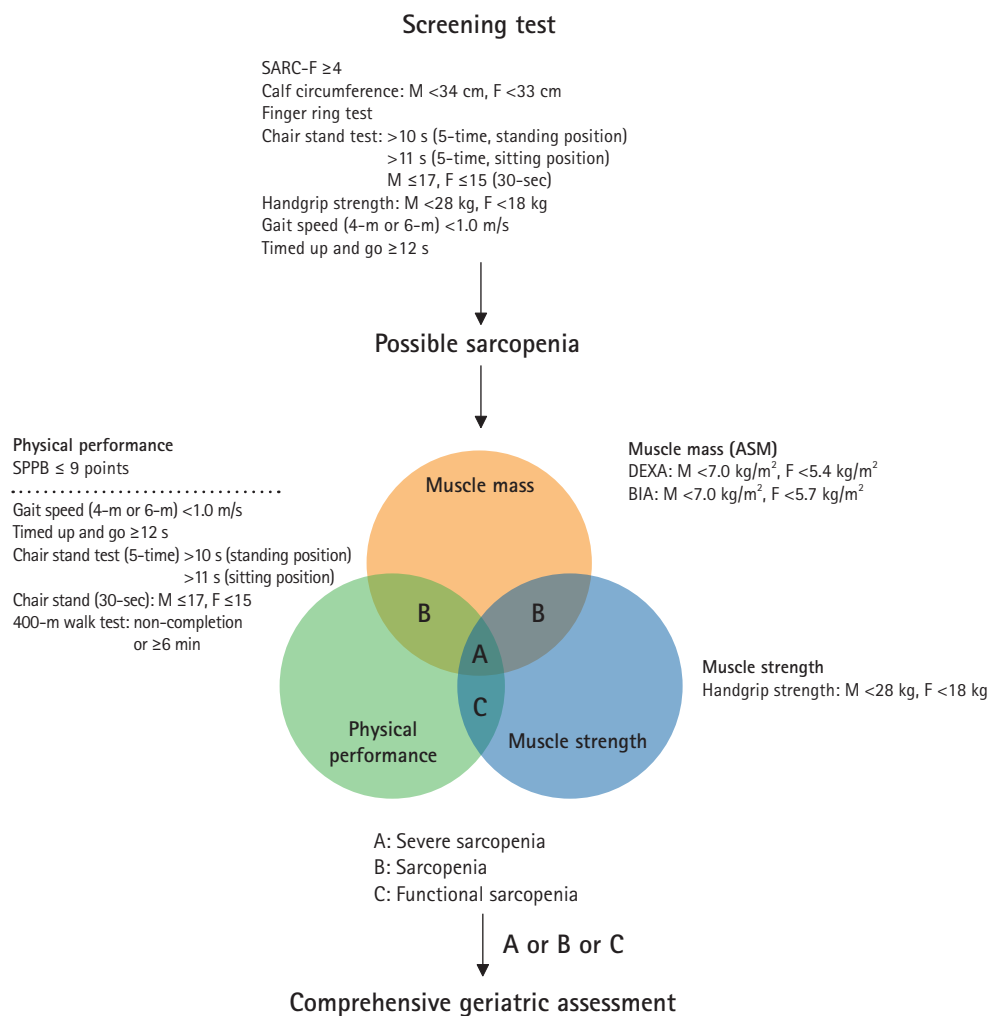 Screening test
SARC-F ≥4
Calf circumference: M <34 cm, F <33 cm
Finger ring test
Chair stand test: >10 s (5-time, standing position)
>11 s (5-time, sitting position)
M ≤17, F ≤15 (30-sec)
Handgrip strength: M <28 kg, F <18 kg
Gait speed (4-m or 6-m) <1.0 m/s
Timed up and go ≥12 s
Possible sarcopenia
Physical performance
SPPB ≤ 9 points
Gait speed (4-m or 6-m) <1.0 m/s
Timed up and go ≥12 s
Chair stand test (5-time) >10 s (standing position)
>11 s (sitting position)
Chair stand (30-sec): M ≤17, F ≤15
400-m walk test: non-completion
or ≥6 min
Muscle mass (ASM)
DEXA: M <7.0 kg/m², F <5.4 kg/m²
BIA: M <7.0 kg/m², F <5.7 kg/m²
Muscle mass
B
B
A
C
Physical
performance
Muscle strength
Muscle strength
Handgrip strength: M <28 kg, F <18 kg
A: Severe sarcopenia
B: Sarcopenia
C: Functional sarcopenia
A or B or C
Comprehensive geriatric assessment